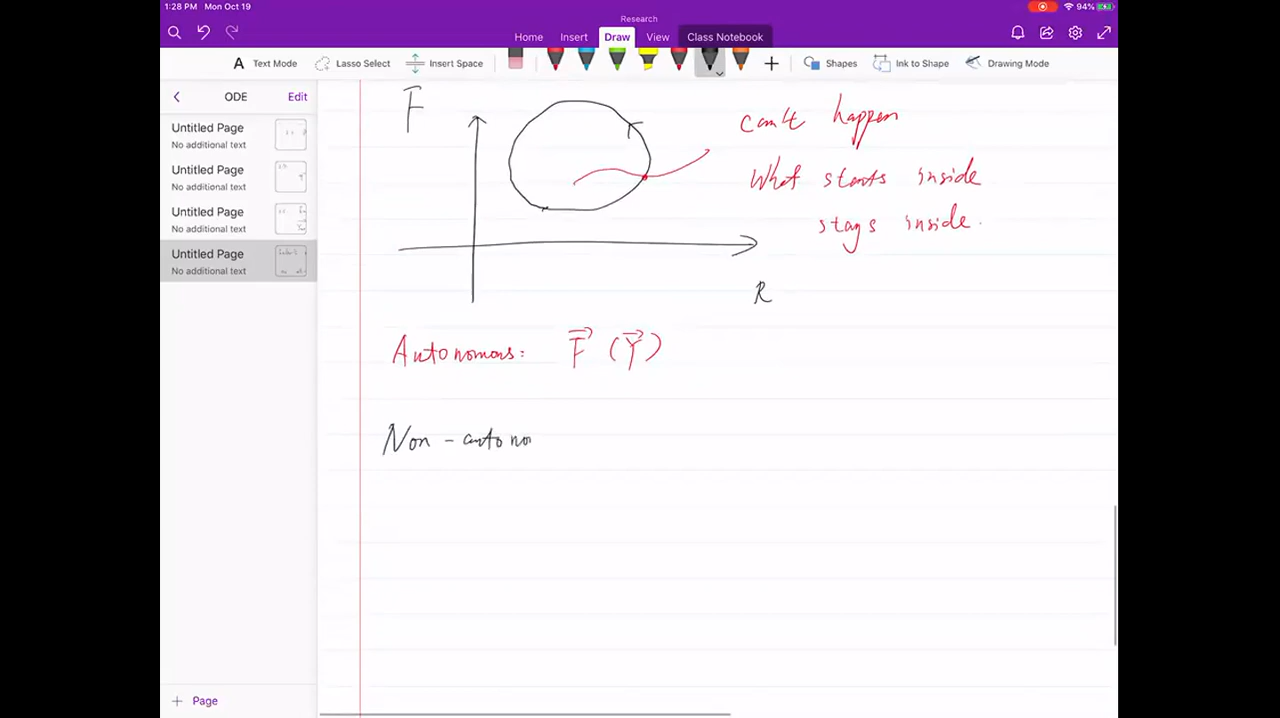 1:28 PM Mon Oct 19
94%
Research
Home Insert Draw View Class Notebook
Text Mode Lasso Select Insert Space Shapes Ink to Shape Drawing Mode
ODE Edit
Untitled Page
No additional text
Untitled Page
No additional text
Untitled Page
No additional text
Untitled Page
No additional text
Page
F
can't happen
What starts inside
stays inside.
R
Autonomous: F (Y)
Non - autono